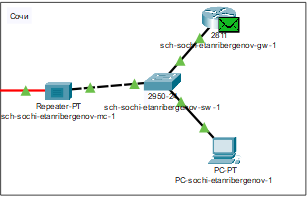 Сочи
2811
sch-sochi-etanribergenov-gw-1
Repeater-PT
sch-sochi-etanribergenov-mc-1
2950-24
sch-sochi-etanribergenov-sw-1
PC-PT
PC-sochi-etanribergenov-1